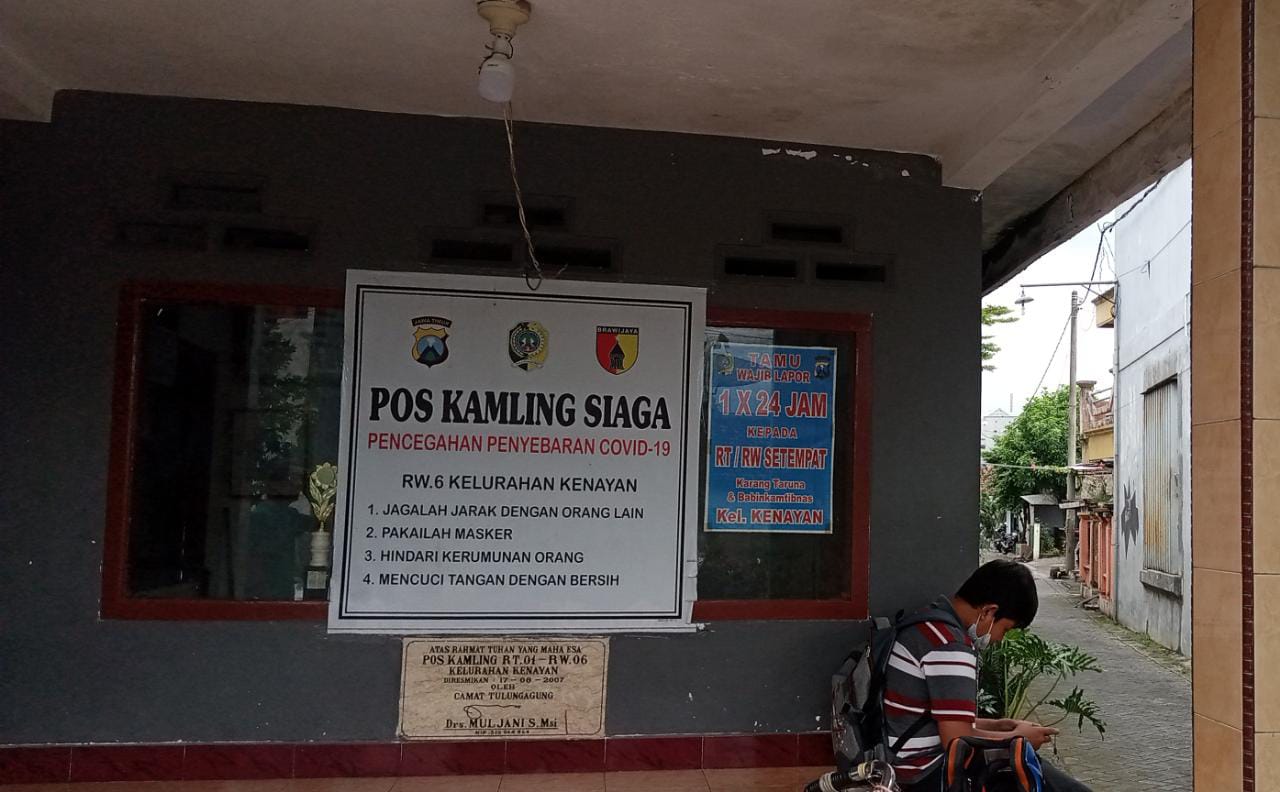 JAWA TIMUR
BRAWIJAYA
POS KAMLING SIAGA
PENCEGAHAN PENYEBARAN COVID-19
RW.6 KELURAHAN KENAYAN
1. JAGALAH JARAK DENGAN ORANG LAIN
2. PAKAILAH MASKER
3. HINDARI KERUMUNAN ORANG
4. MENCUCI TANGAN DENGAN BERSIH
TAMU
WAJIB LAPOR
1 X 24 JAM
KEPADA
RT / RW SETEMPAT
Karang Taruna
& Babinkamtibnas
Kel. KENAYAN
ATAS RAHMAT TUHAN YANG MAHA ESA
POS KAMLING RT.01-RW.06
KELURAHAN KENAYAN
DIRESMIKAN : 17-08-2007
OLEH
CAMAT TULUNGAGUNG
Drs. MULJANI S.Msi